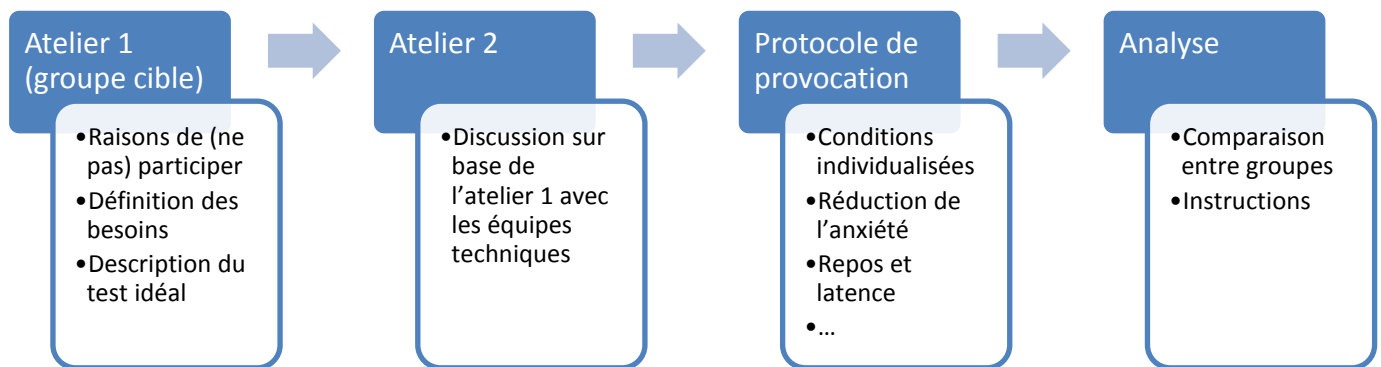 Atelier 1
(groupe cible)
•Raisons de (ne
pas) participer
•Définition des
besoins
•Description du
test idéal
Atelier 2
•Discussion sur
base de
l’atelier 1 avec
les équipes
techniques
Protocole de
provocation
•Conditions
individualisées
•Réduction de
l’anxiété
•Repos et
latence
•…
Analyse
•Comparaison
entre groupes
•Instructions